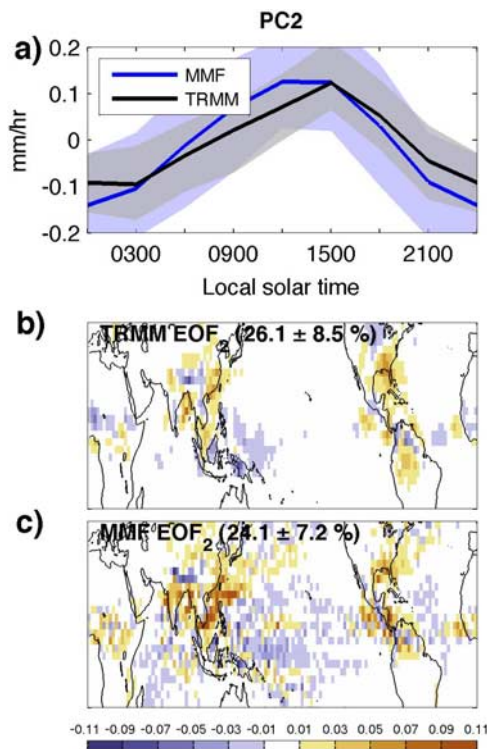 PC2
a)
0.2
0.1
0
-0.1
-0.2
mm/hr
MMF
TRMM
0300 0900 1500 2100
Local solar time
b)
TRMM EOF2 (26.1 ± 8.5 %)
c)
MMF EOF2 (24.1 ± 7.2 %)
-0.11 -0.09 -0.07 -0.05 -0.03 -0.01 0.01 0.03 0.05 0.07 0.09 0.11